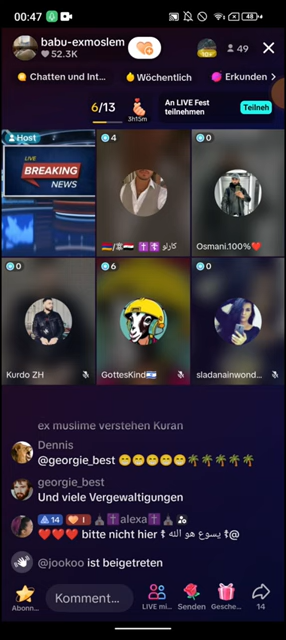 00:47
48
babu-exmoslem
52.3K
49
Chatten und Int...
Wöchentlich
Erkunden
6/13
3h15m
An LIVE Fest teilnehmen
Teilneh
Host
LIVE
BREAKING
NEWS
4
0
كارلو
Osmani.100%❤️
0
6
0
Kurdo ZH
GottesKind🇮🇱
sladanainwond...
ex muslime verstehen Kuran
Dennis
@georgie_best 😁😁😁😁😁🌴🌴🌴🌴🌴
georgie_best
Und viele Vergewaltigungen
14 I ⛪✝️alexa✝️⛪
❤️❤️❤️ bitte nicht hier يسوع هو الله @
@jookoo ist beigetreten
Abonn...
Komment...
LIVE mi...
Senden
Gesche...
14